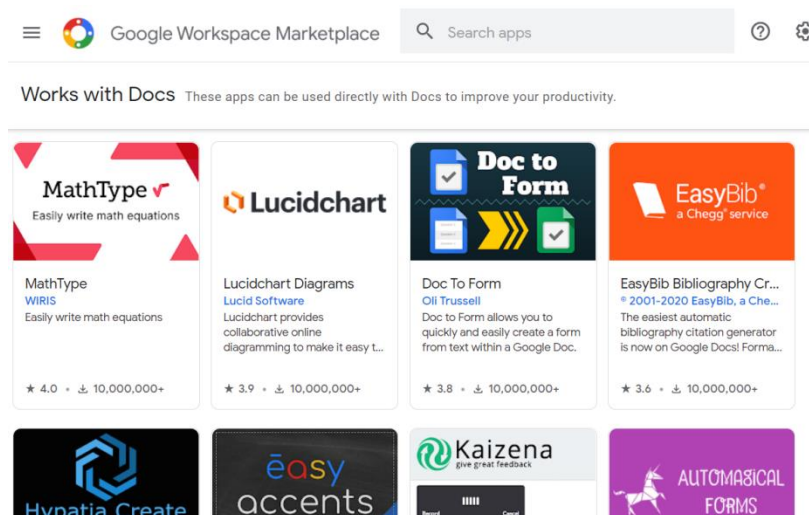 Google Workspace Marketplace
Search apps
Works with Docs These apps can be used directly with Docs to improve your productivity.
MathType
Easily write math equations
MathType
WIRIS
Easily write math equations
★ 4.0 • 10,000,000+
Lucidchart
Lucidchart Diagrams
Lucid Software
Lucidchart provides
collaborative online
diagramming to make it easy t...
★ 3.9 • 10,000,000+
Doc to
Form
Doc To Form
Oli Trussell
Doc to Form allows you to
quickly and easily create a form
from text within a Google Doc.
★ 3.8 • 10,000,000+
EasyBib®
a Chegg® service
EasyBib Bibliography Cr...
© 2001-2020 EasyBib, a Che...
The easiest automatic
bibliography citation generator
is now on Google Docs! Forma...
★ 3.6 • 10,000,000+
Hypatia Create
ēasy
accents
Kaizena
give great feedback
Record Cancel
AUTOMAGICAL
FORMS